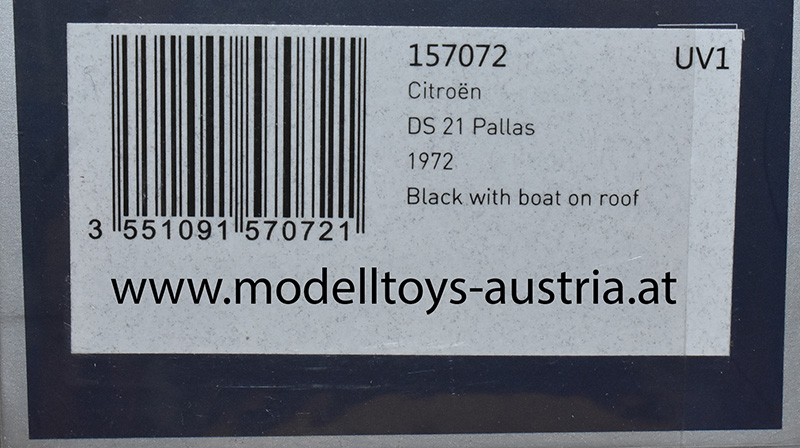 157072 UV1
Citroën
DS 21 Pallas
1972
Black with boat on roof
3 551091 570721
www.modelltoys-austria.at